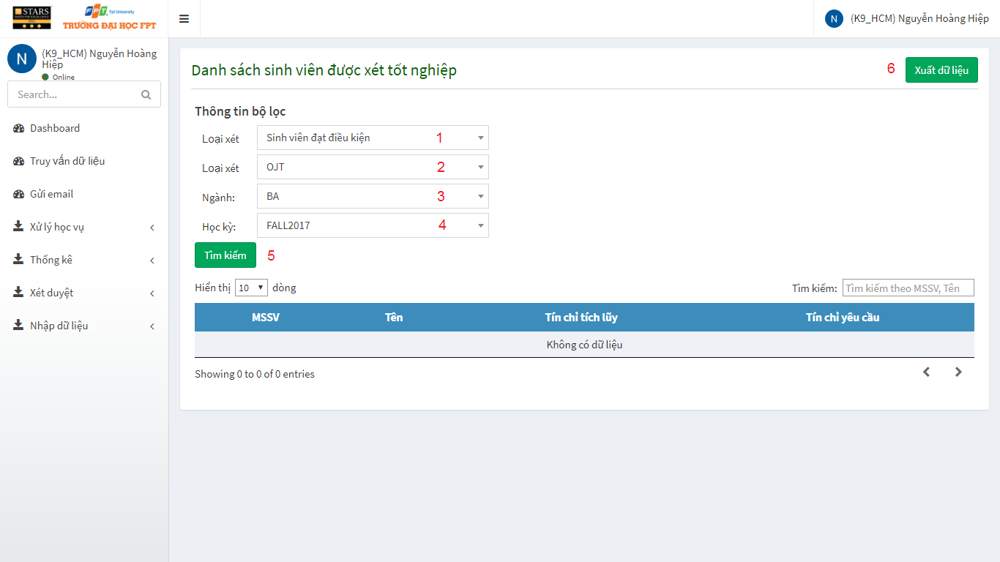 STARS
RATED FOR EXCELLENCE
2012
FPT. Fpt University
TRƯỜNG ĐẠI HỌC FPT
N (K9_HCM) Nguyễn Hoàng Hiệp
N
(K9_HCM) Nguyễn Hoàng
Hiệp
Online
Search...
Dashboard
Truy vấn dữ liệu
Gửi email
Xử lý học vụ
Thống kê
Xét duyệt
Nhập dữ liệu
Danh sách sinh viên được xét tốt nghiệp
6 Xuất dữ liệu
Thông tin bộ lọc
Loại xét Sinh viên đạt điều kiện 1
Loại xét OJT 2
Ngành: BA 3
Học kỳ: FALL2017 4
Tìm kiếm 5
Hiển thị 10 dòng Tìm kiếm: Tìm kiếm theo MSSV, Tên
MSSV Tên Tín chỉ tích lũy Tín chỉ yêu cầu
Không có dữ liệu
Showing 0 to 0 of 0 entries